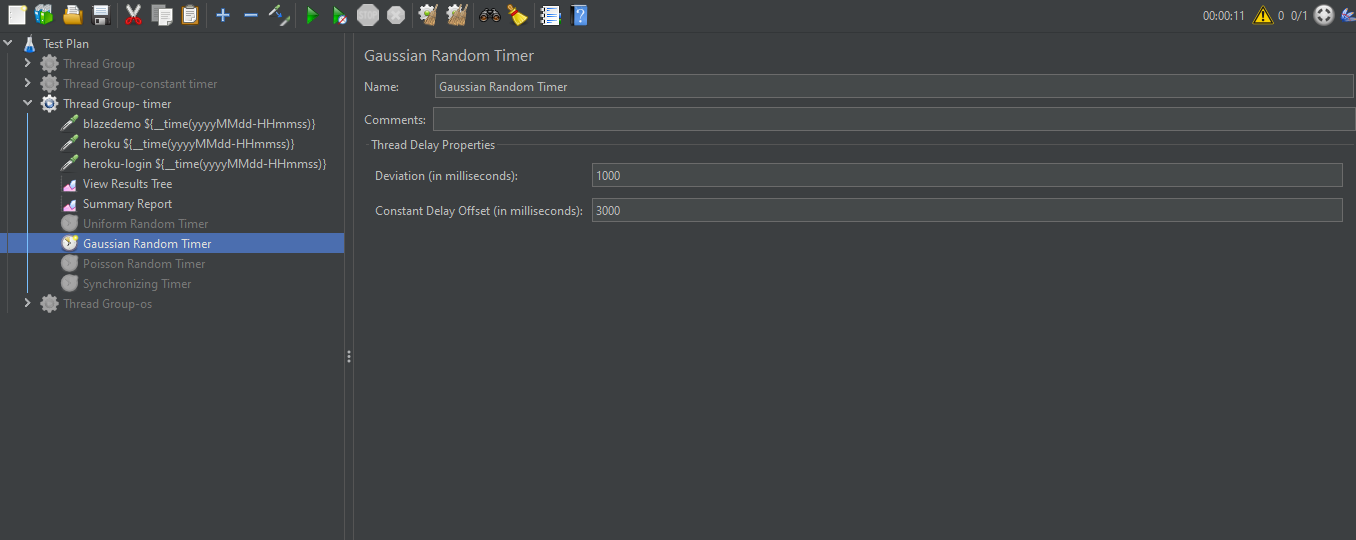 00:00:11 0 0/1
Test Plan
Thread Group
Thread Group-constant timer
Thread Group- timer
blazedemo ${__time(yyyyMMdd-HHmmss)}
heroku ${__time(yyyyMMdd-HHmmss)}
heroku-login ${__time(yyyyMMdd-HHmmss)}
View Results Tree
Summary Report
Uniform Random Timer
Gaussian Random Timer
Poisson Random Timer
Synchronizing Timer
Thread Group-os
Gaussian Random Timer
Name: Gaussian Random Timer
Comments:
Thread Delay Properties
Deviation (in milliseconds): 1000
Constant Delay Offset (in milliseconds): 3000